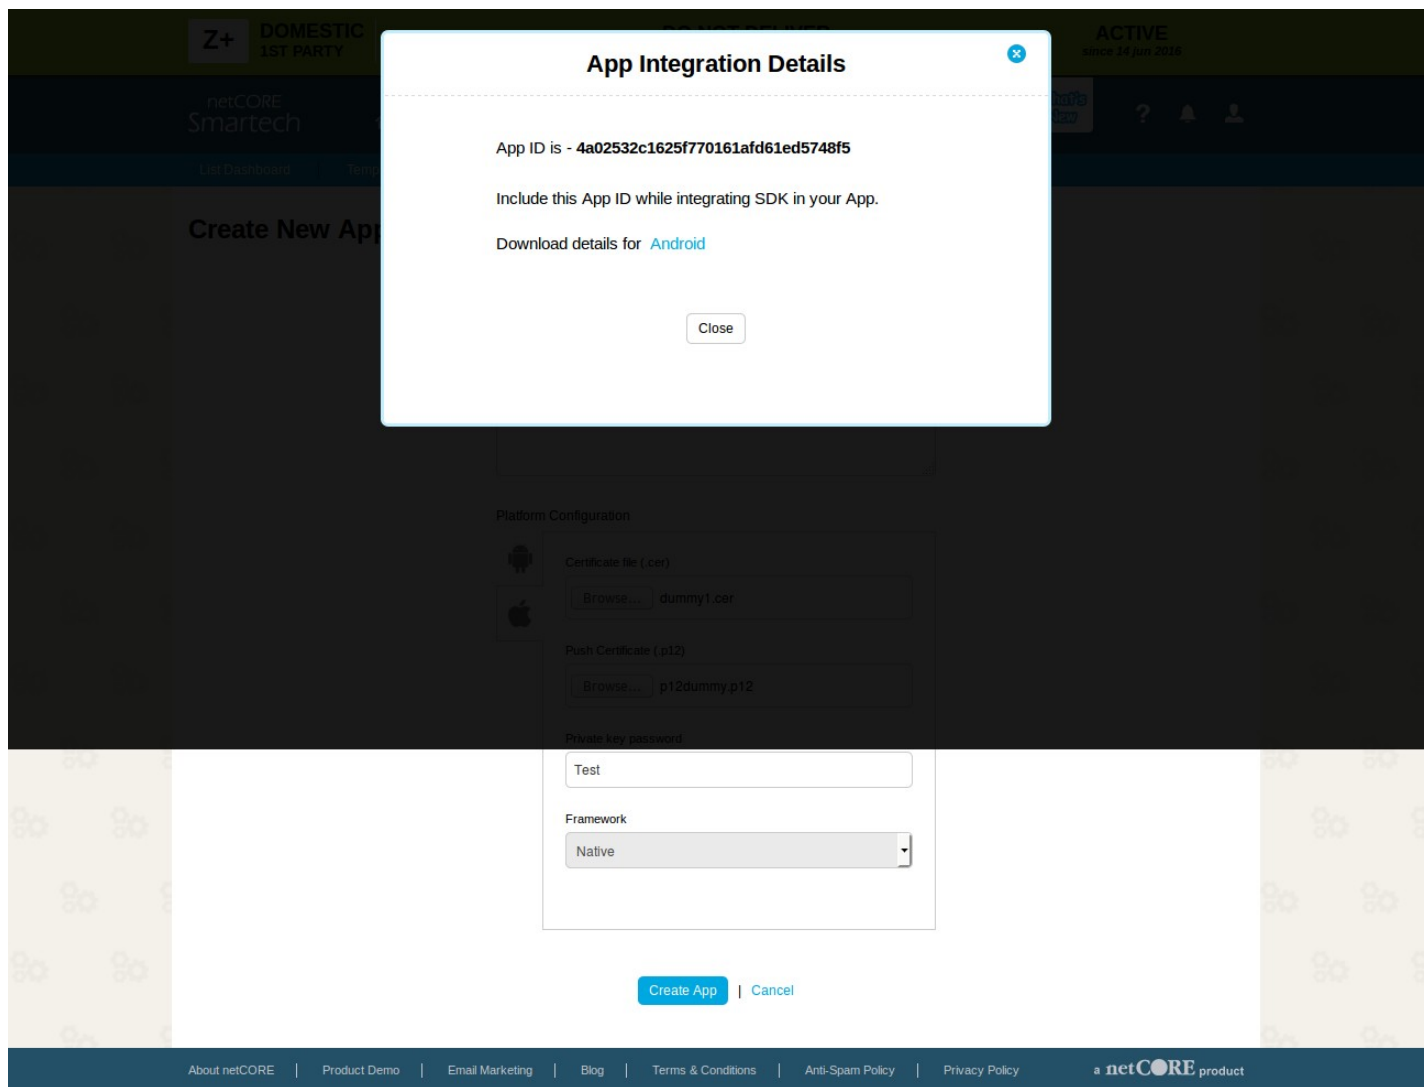 Z+
DOMESTIC
1ST PARTY
ACTIVE
since 14 jun 2016
App Integration Details
netCORE
Smartech
?
List Dashboard
App ID is - 4a02532c1625f770161afd61ed5748f5
Include this App ID while integrating SDK in your App.
Create New App
Download details for Android
Close
Platform Configuration
Certificate file (.cer)
Browse... dummy1.cer
Push Certificate (.p12)
Browse... p12dummy.p12
Private key password
Test
Framework
Native
Create App | Cancel
About netCORE | Product Demo | Email Marketing | Blog | Terms & Conditions | Anti-Spam Policy | Privacy Policy a netCORE product